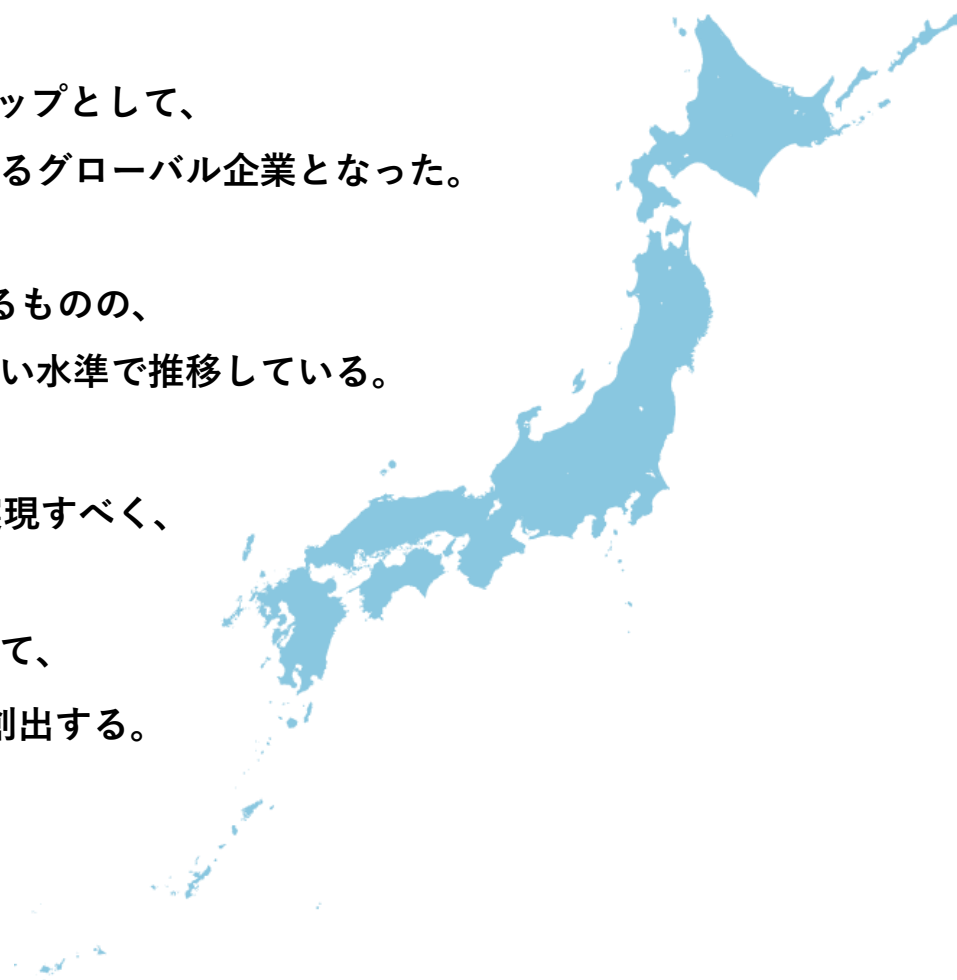 ップとして、
るグローバル企業となった。
るものの、
い水準で推移している。
現すべく、
て、
創出する。